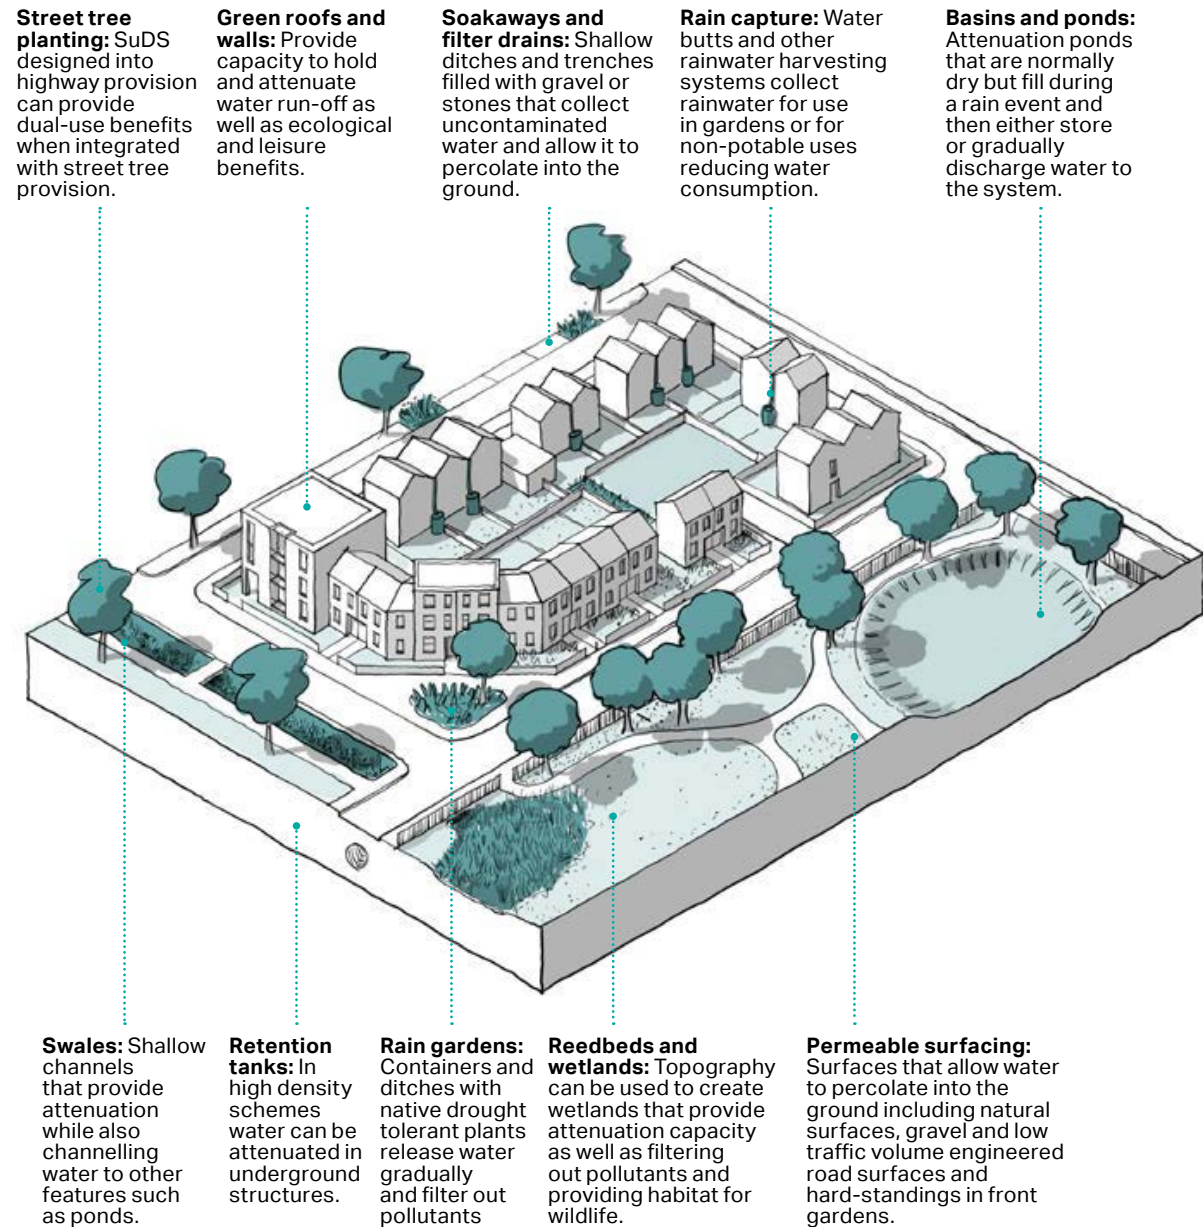 Street tree
planting: SuDS
designed into
highway provision
can provide
dual-use benefits
when integrated
with street tree
provision.
Green roofs and
walls: Provide
capacity to hold
and attenuate
water run-off as
well as ecological
and leisure
benefits.
Soakaways and
filter drains: Shallow
ditches and trenches
filled with gravel or
stones that collect
uncontaminated
water and allow it to
percolate into the
ground.
Rain capture: Water
butts and other
rainwater harvesting
systems collect
rainwater for use
in gardens or for
non-potable uses
reducing water
consumption.
Basins and ponds:
Attenuation ponds
that are normally
dry but fill during
a rain event and
then either store
or gradually
discharge water to
the system.
Swales: Shallow
channels
that provide
attenuation
while also
channelling
water to other
features such
as ponds.
Retention
tanks: In
high density
schemes
water can be
attenuated in
underground
structures.
Rain gardens:
Containers and
ditches with
native drought
tolerant plants
release water
gradually
and filter out
pollutants
Reedbeds and
wetlands: Topography
can be used to create
wetlands that provide
attenuation capacity
as well as filtering
out pollutants and
providing habitat for
wildlife.
Permeable surfacing:
Surfaces that allow water
to percolate into the
ground including natural
surfaces, gravel and low
traffic volume engineered
road surfaces and
hard-standings in front
gardens.